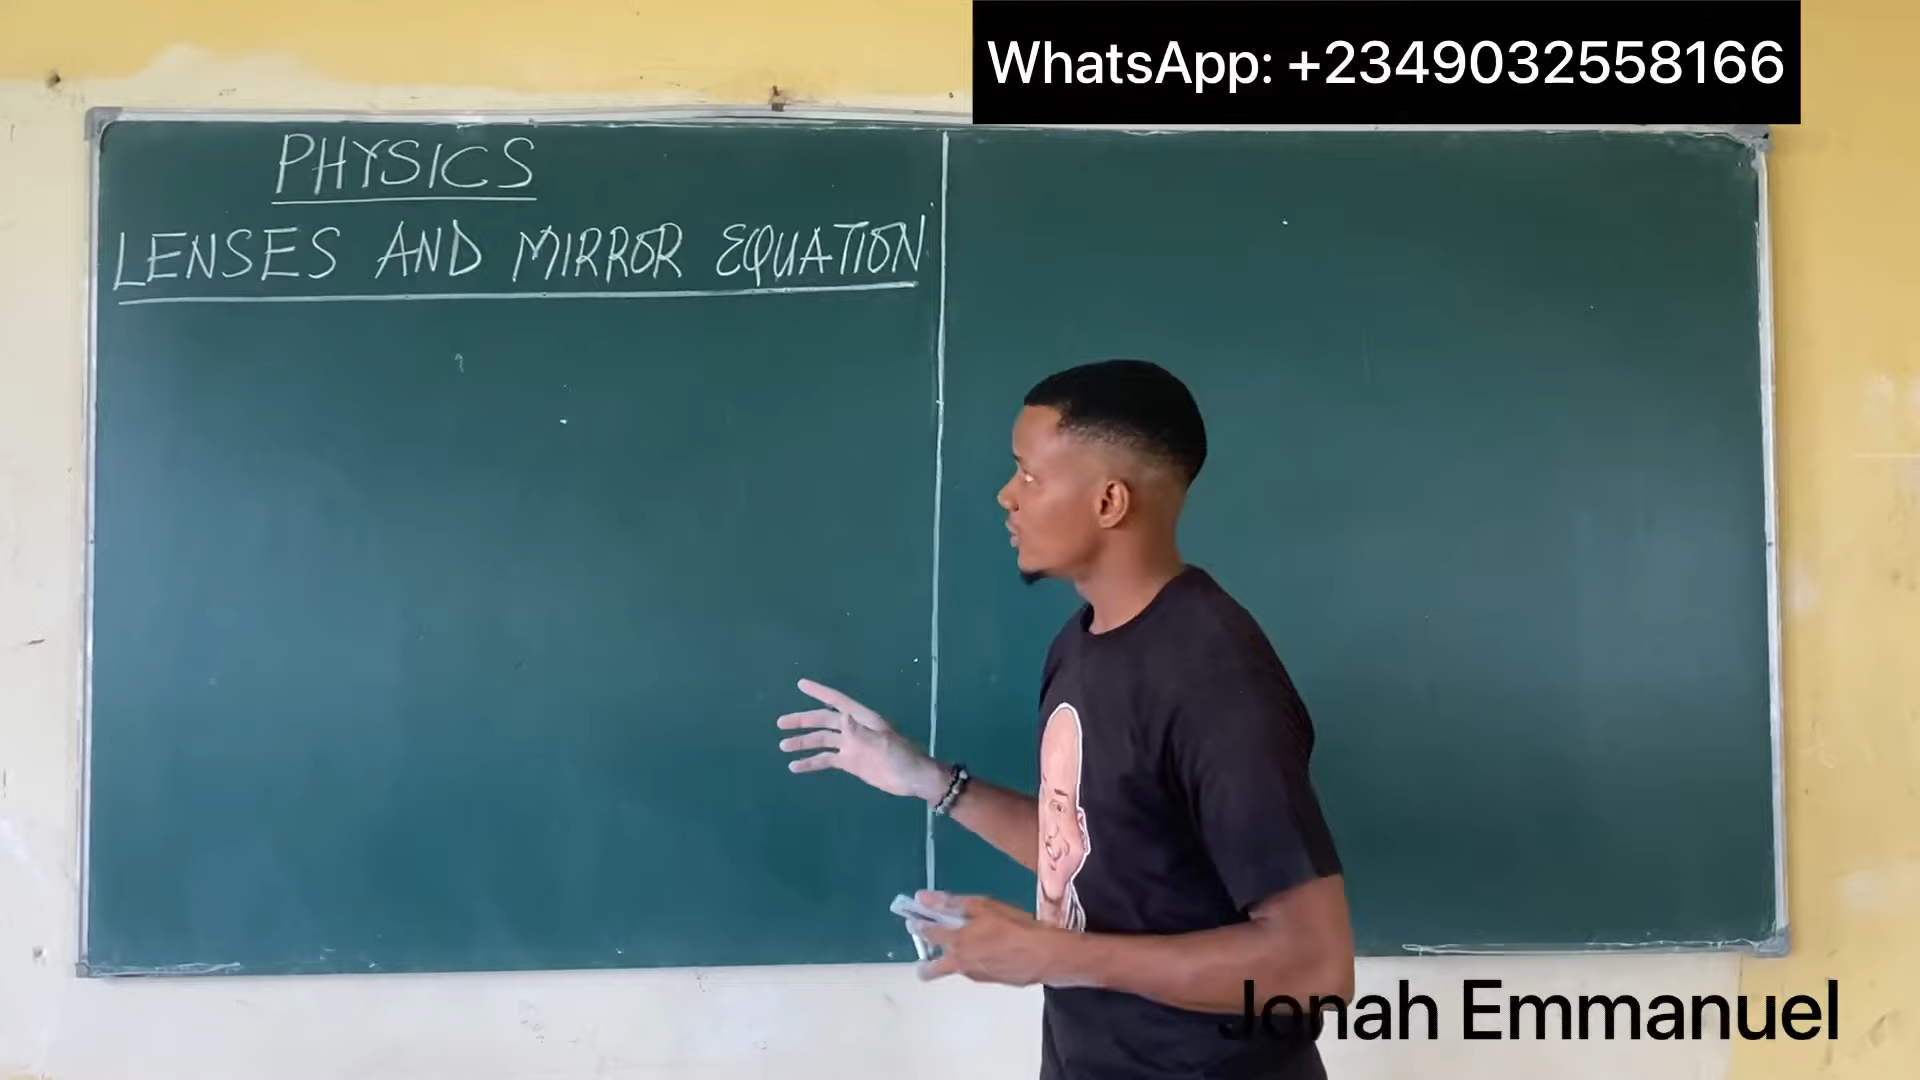 WhatsApp: +2349032558166
PHYSICS
LENSES AND MIRROR EQUATION
Jonah Emmanuel